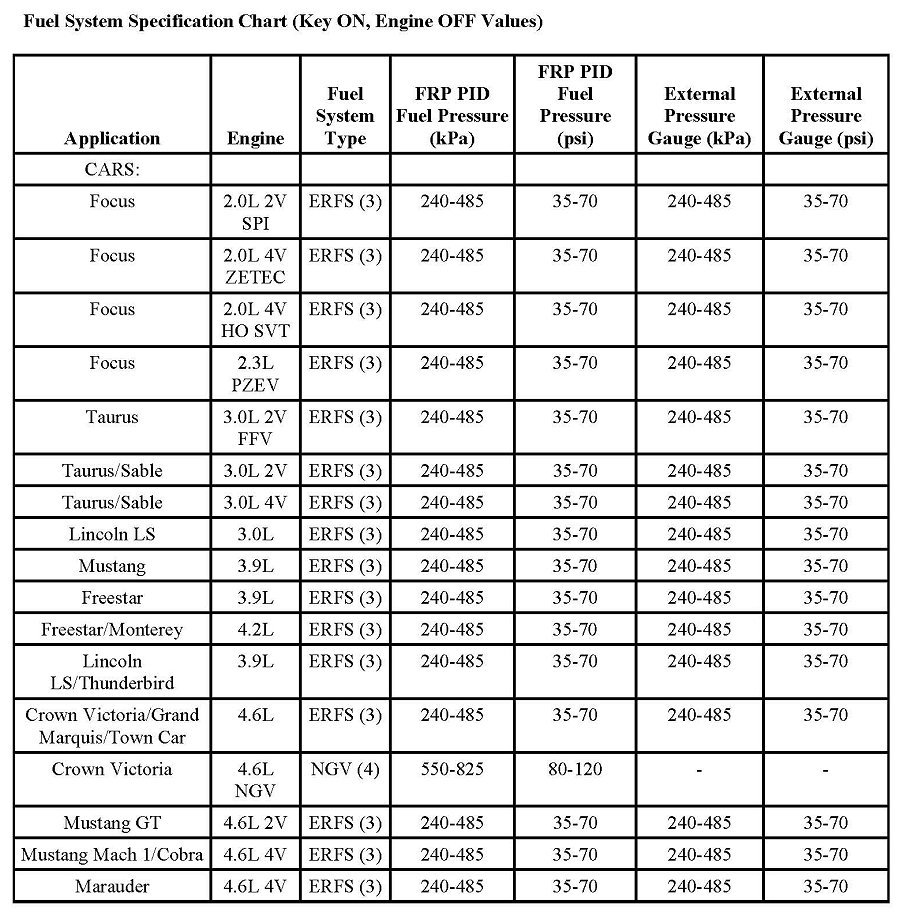 Fuel System Specification Chart (Key ON, Engine OFF Values)
Application | Engine | Fuel System Type | FRP PID Fuel Pressure (kPa) | FRP PID Fuel Pressure (psi) | External Pressure Gauge (kPa) | External Pressure Gauge (psi)
CARS:
Focus | 2.0L 2V SPI | ERFS (3) | 240-485 | 35-70 | 240-485 | 35-70
Focus | 2.0L 4V ZETEC | ERFS (3) | 240-485 | 35-70 | 240-485 | 35-70
Focus | 2.0L 4V HO SVT | ERFS (3) | 240-485 | 35-70 | 240-485 | 35-70
Focus | 2.3L PZEV | ERFS (3) | 240-485 | 35-70 | 240-485 | 35-70
Taurus | 3.0L 2V FFV | ERFS (3) | 240-485 | 35-70 | 240-485 | 35-70
Taurus/Sable | 3.0L 2V | ERFS (3) | 240-485 | 35-70 | 240-485 | 35-70
Taurus/Sable | 3.0L 4V | ERFS (3) | 240-485 | 35-70 | 240-485 | 35-70
Lincoln LS | 3.0L | ERFS (3) | 240-485 | 35-70 | 240-485 | 35-70
Mustang | 3.9L | ERFS (3) | 240-485 | 35-70 | 240-485 | 35-70
Freestar | 3.9L | ERFS (3) | 240-485 | 35-70 | 240-485 | 35-70
Freestar/Monterey | 4.2L | ERFS (3) | 240-485 | 35-70 | 240-485 | 35-70
Lincoln LS/Thunderbird | 3.9L | ERFS (3) | 240-485 | 35-70 | 240-485 | 35-70
Crown Victoria/Grand Marquis/Town Car | 4.6L | ERFS (3) | 240-485 | 35-70 | 240-485 | 35-70
Crown Victoria | 4.6L NGV | NGV (4) | 550-825 | 80-120 | - | -
Mustang GT | 4.6L 2V | ERFS (3) | 240-485 | 35-70 | 240-485 | 35-70
Mustang Mach 1/Cobra | 4.6L 4V | ERFS (3) | 240-485 | 35-70 | 240-485 | 35-70
Marauder | 4.6L 4V | ERFS (3) | 240-485 | 35-70 | 240-485 | 35-70